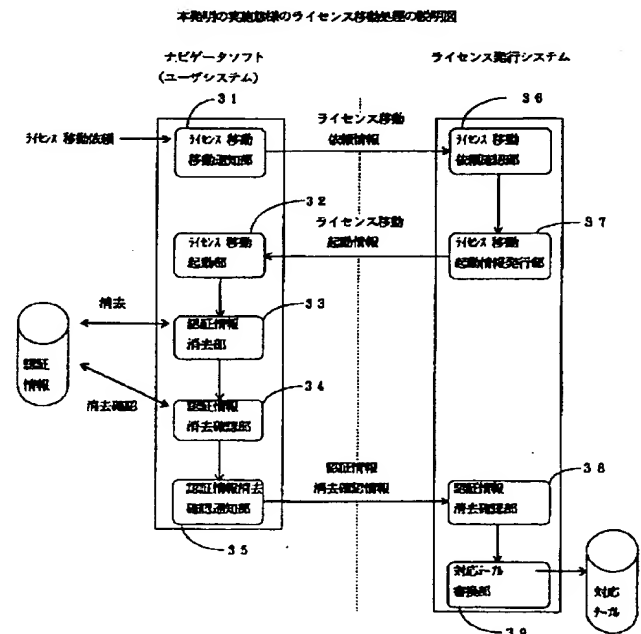 本発明の実施態様のライセンス移動処理の説明図
ナビゲータソフト
(ユーザシステム)
ライセンス発行システム
31
36
ライセンス移動依頼
ライセンス 移動
移動通知部
ライセンス移動
依頼情報
ライセンス 移動
依頼確認部
32
37
ライセンス 移動
起動部
ライセンス移動
起動情報
ライセンス 移動
起動情報発行部
33
消去
認証情報
消去部
認証
情報
34
消去確認
認証情報
消去確認部
38
認証情報消去
確認通知部
認証情報
消去確認情報
認証情報
消去確認部
35
対応テーブル
書換部
対応
テーブル
39